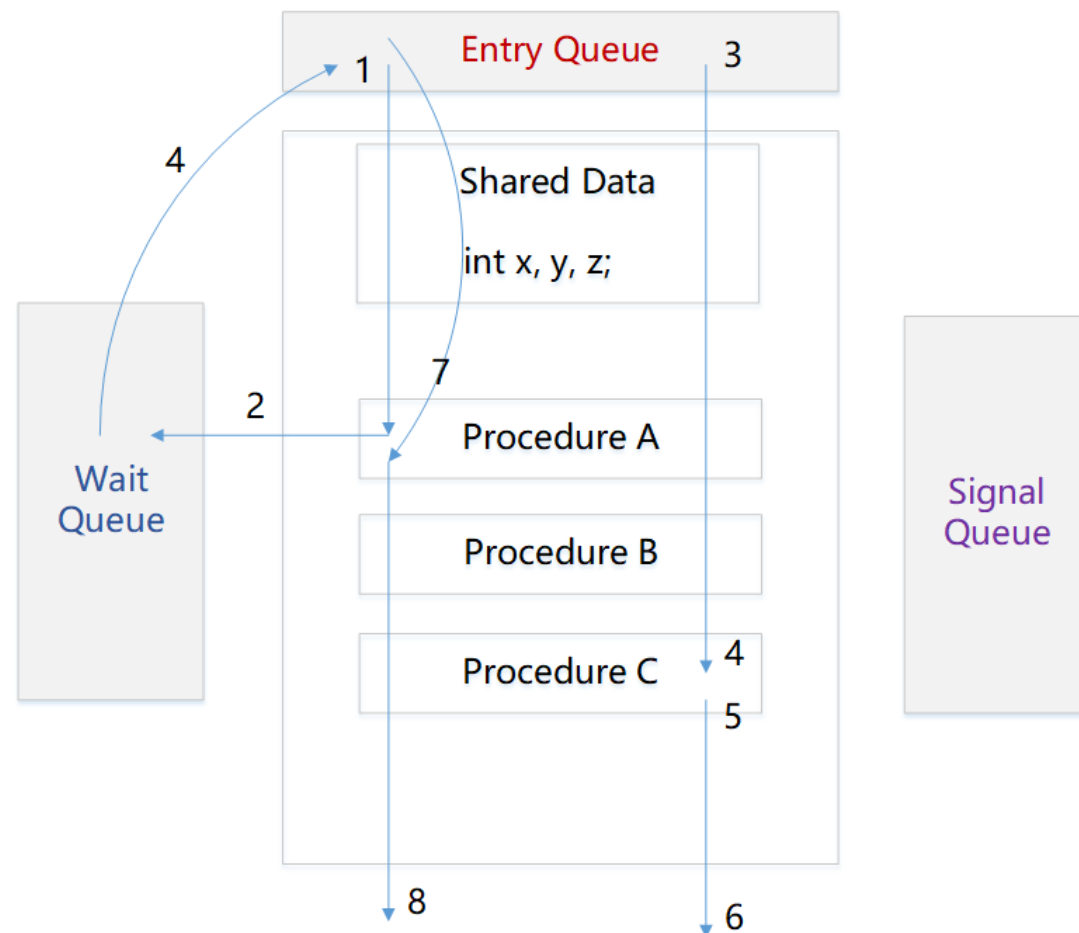 Entry Queue
1
3
4
Shared Data
int x, y, z;
7
2
Procedure A
Wait
Queue
Procedure B
Signal
Queue
Procedure C
4
5
8
6